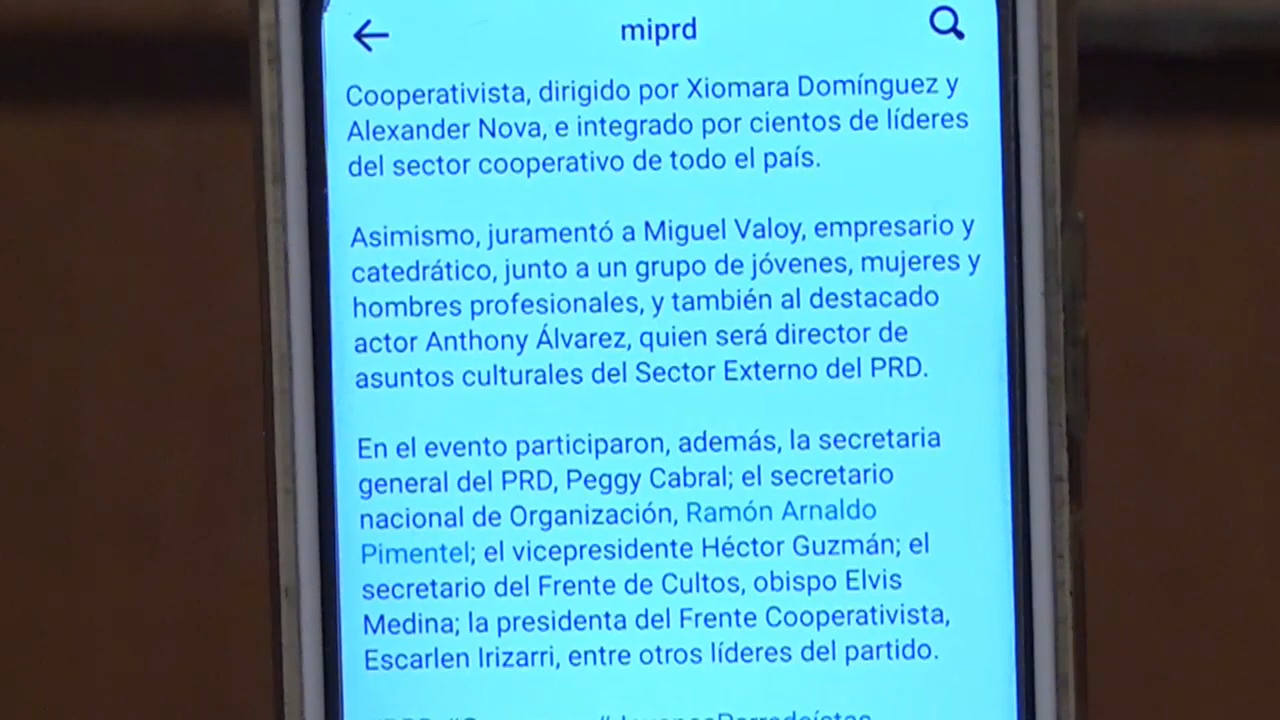 miprd
Cooperativista, dirigido por Xiomara Domínguez y
Alexander Nova, e integrado por cientos de líderes
del sector cooperativo de todo el país.
Asimismo, juramentó a Miguel Valoy, empresario y
catedrático, junto a un grupo de jóvenes, mujeres y
hombres profesionales, y también al destacado
actor Anthony Álvarez, quien será director de
asuntos culturales del Sector Externo del PRD.
En el evento participaron, además, la secretaria
general del PRD, Peggy Cabral; el secretario
nacional de Organización, Ramón Arnaldo
Pimentel; el vicepresidente Héctor Guzmán; el
secretario del Frente de Cultos, obispo Elvis
Medina; la presidenta del Frente Cooperativista,
Escarlen Irizarri, entre otros líderes del partido.